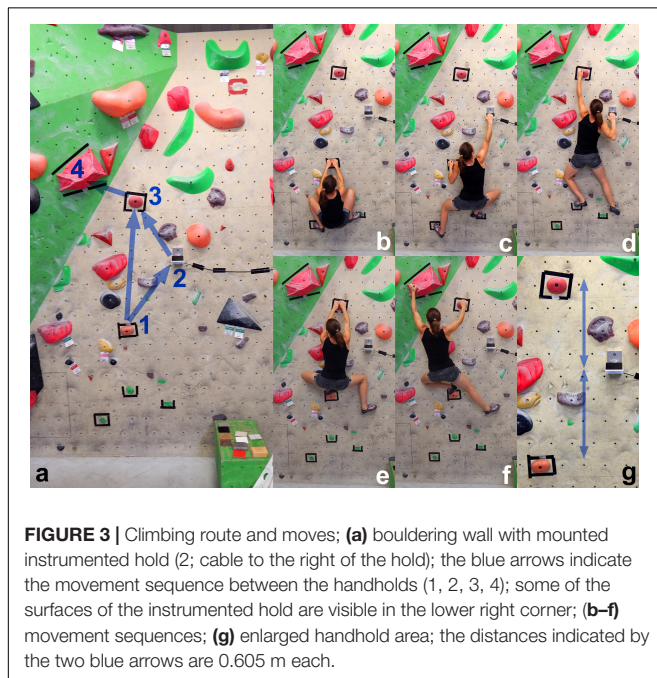 4
3
2
1
a
b
c
d
e
f
g
FIGURE 3 | Climbing route and moves; (a) bouldering wall with mounted
instrumented hold (2; cable to the right of the hold); the blue arrows indicate
the movement sequence between the handholds (1, 2, 3, 4); some of the
surfaces of the instrumented hold are visible in the lower right corner; (b–f)
movement sequences; (g) enlarged handhold area; the distances indicated by
the two blue arrows are 0.605 m each.